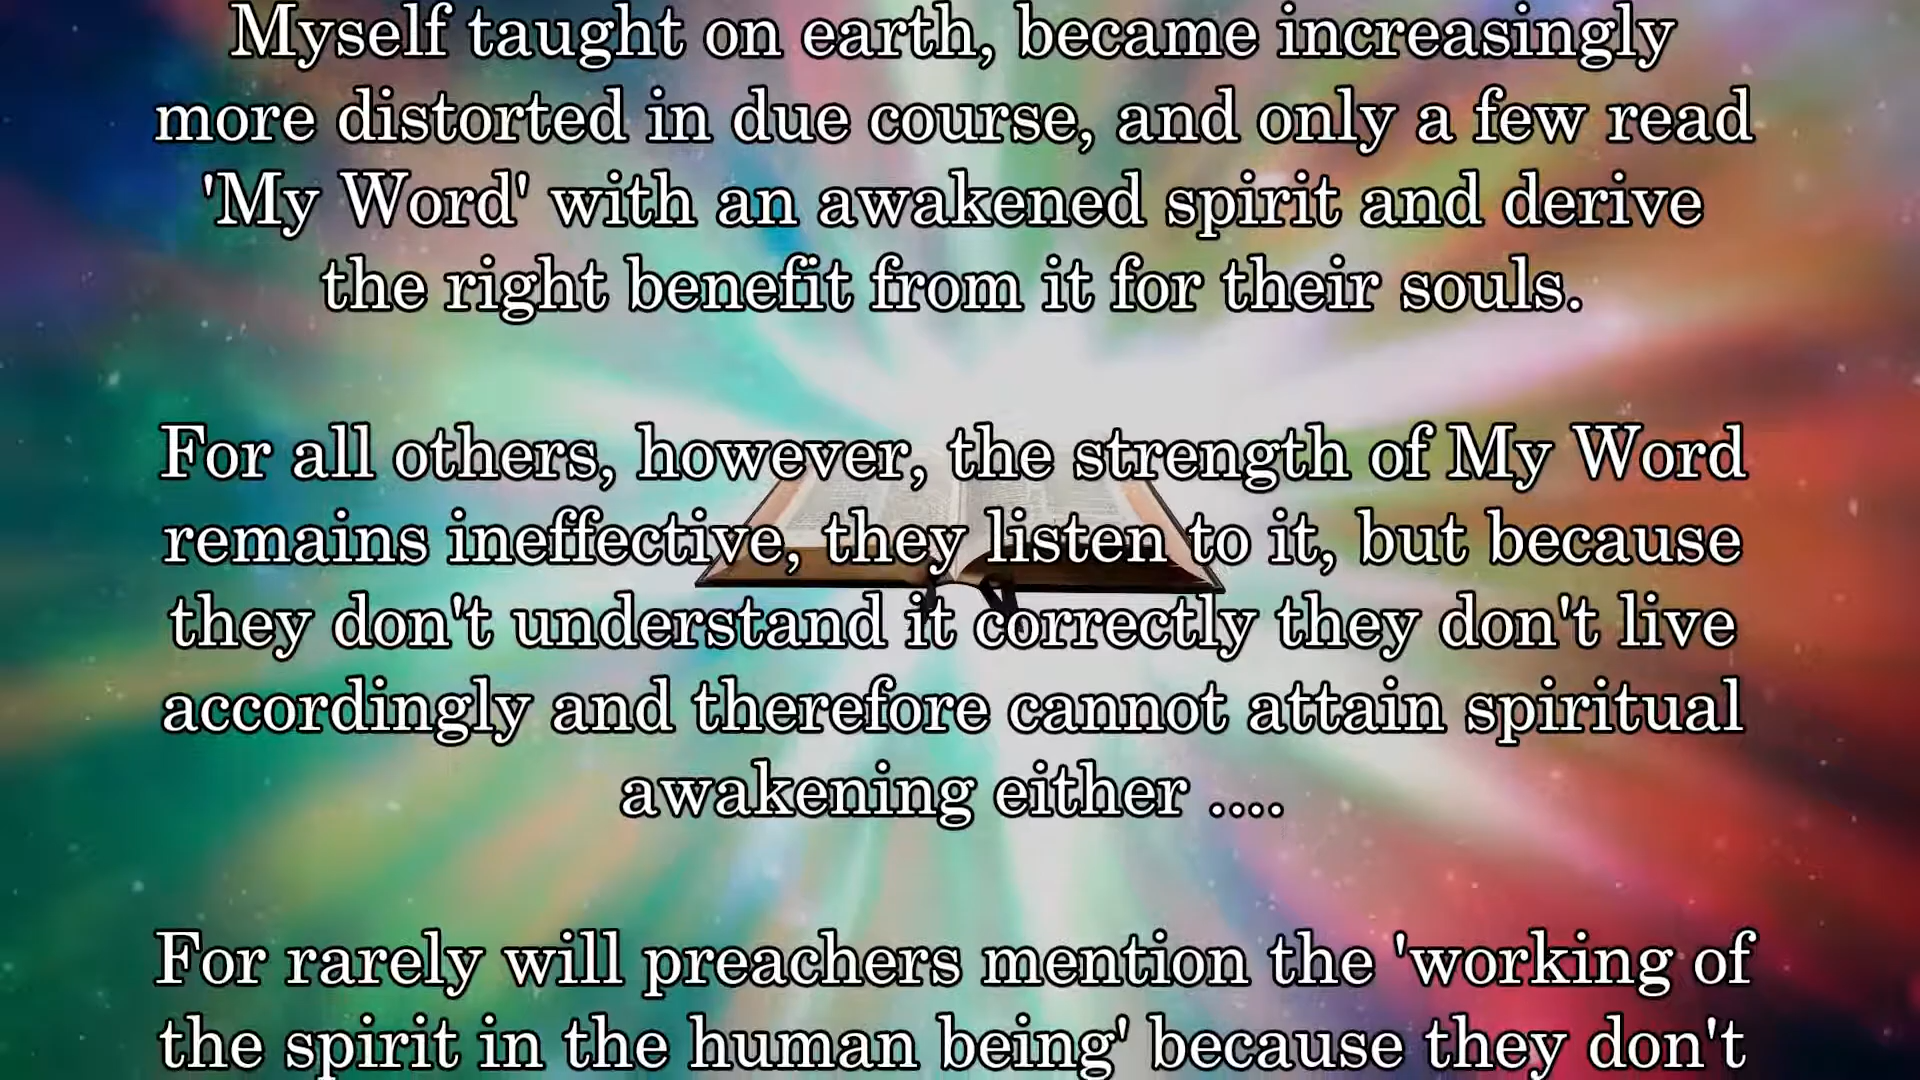 Myself taught on earth, became increasingly
more distorted in due course, and only a few read
'My Word' with an awakened spirit and derive
the right benefit from it for their souls.
For all others, however, the strength of My Word
remains ineffective, they listen to it, but because
they don't understand it correctly they don't live
accordingly and therefore cannot attain spiritual
awakening either ....
For rarely will preachers mention the 'working of
the spirit in the human being' because they don't